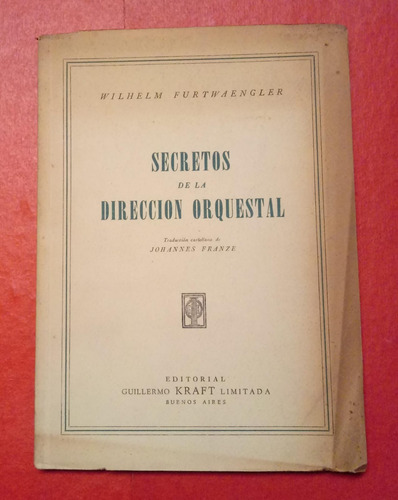 WILHELM FURTWAENGLER
SECRETOS
DE LA
DIRECCION ORQUESTAL
Traducción castellana de
JOHANNES FRANZE
EDITORIAL
GUILLERMO KRAFT LIMITADA
BUENOS AIRES